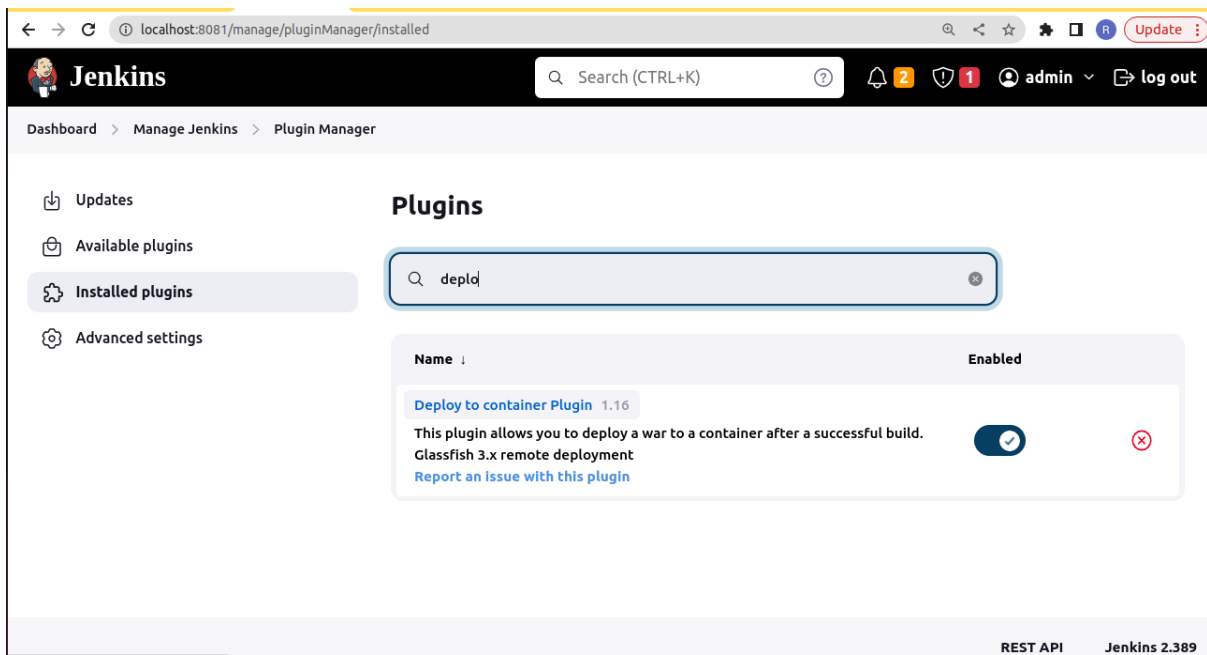 localhost:8081/manage/pluginManager/installed
R
Update
Jenkins
Search (CTRL+K)
?
2
1
admin
log out
Dashboard > Manage Jenkins > Plugin Manager
Updates
Available plugins
Installed plugins
Advanced settings
Plugins
deplo
Name ↓
Enabled
Deploy to container Plugin 1.16
This plugin allows you to deploy a war to a container after a successful build.
Glassfish 3.x remote deployment
Report an issue with this plugin
REST API
Jenkins 2.389